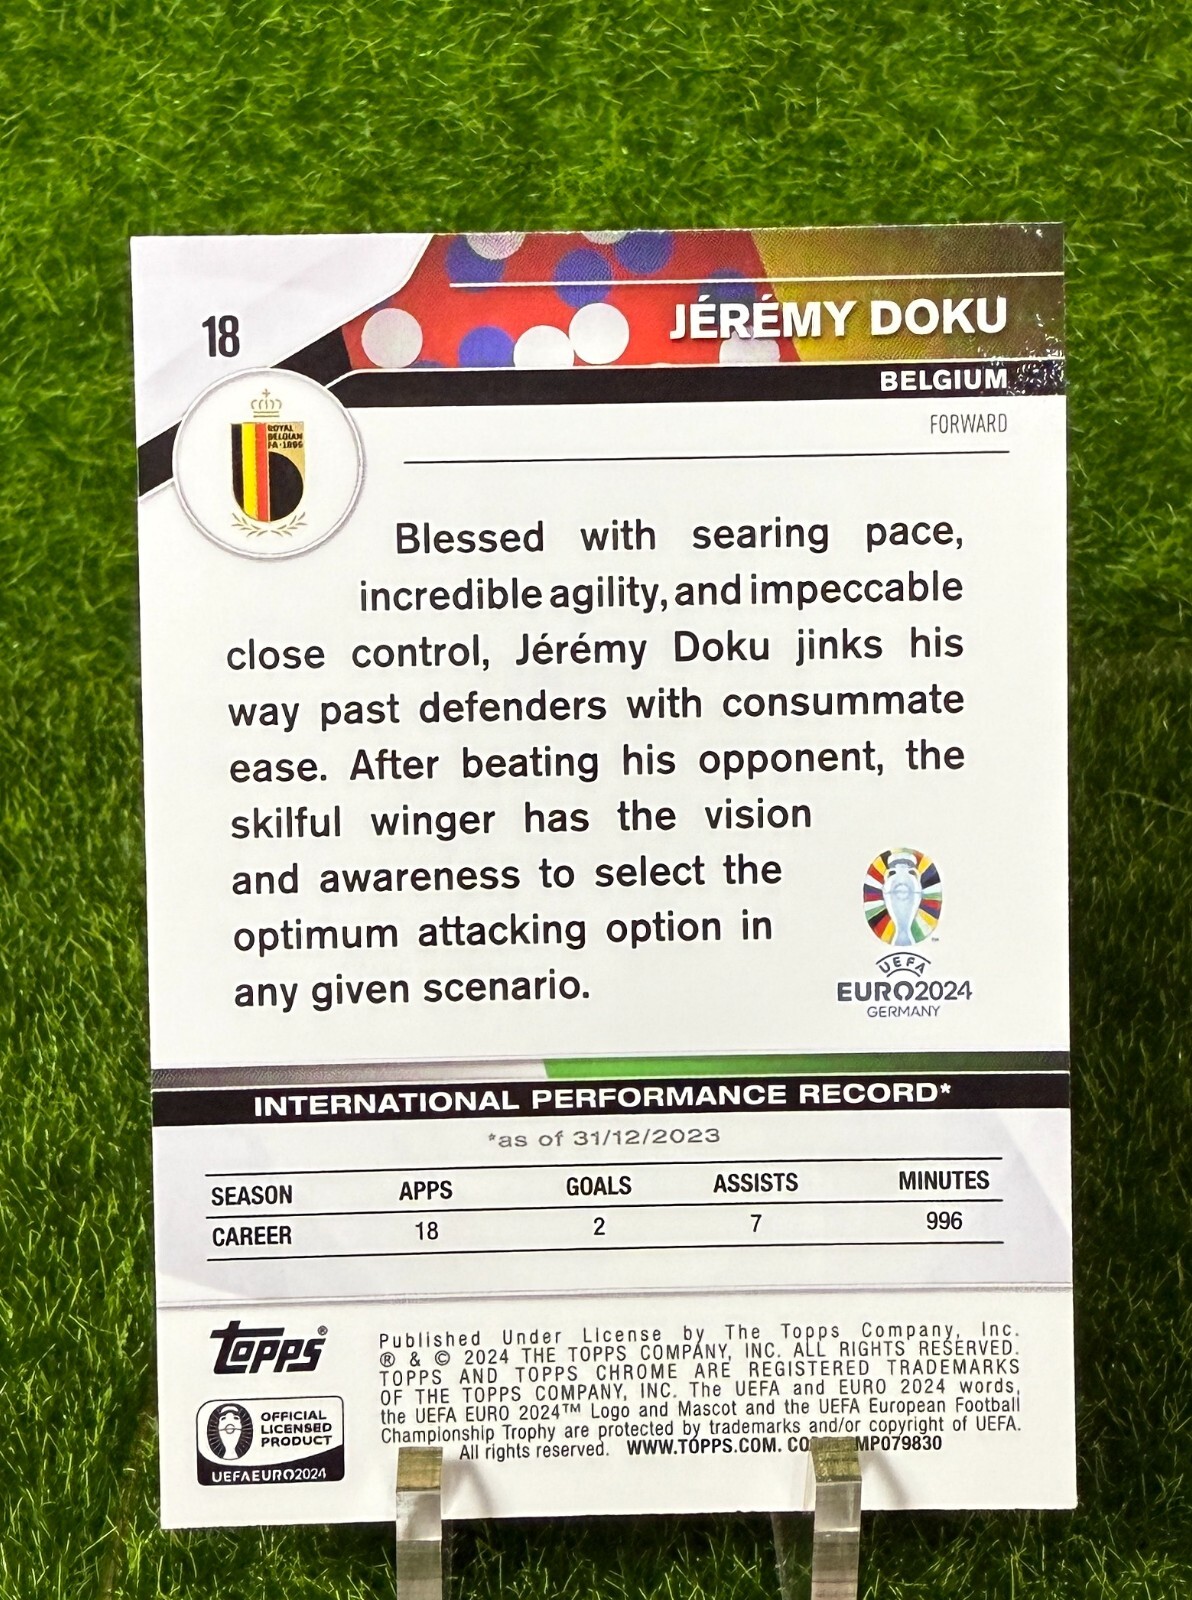 18
JÉRÉMY DOKU
BELGIUM
FORWARD
ROYAL
BELGIAN
FA·1895
Blessed with searing pace,
incredible agility, and impeccable
close control, Jérémy Doku jinks his
way past defenders with consummate
ease. After beating his opponent, the
skilful winger has the vision
and awareness to select the
optimum attacking option in
any given scenario.
UEFA
EURO2024
GERMANY
INTERNATIONAL PERFORMANCE RECORD*
*as of 31/12/2023
SEASON APPS GOALS ASSISTS MINUTES
CAREER 18 2 7 996
Topps®
OFFICIAL
LICENSED
PRODUCT
UEFAEURO2024
Published Under License by The Topps Company, Inc.
® & © 2024 THE TOPPS COMPANY, INC. ALL RIGHTS RESERVED.
TOPPS AND TOPPS CHROME ARE REGISTERED TRADEMARKS
OF THE TOPPS COMPANY, INC. The UEFA and EURO 2024 words,
the UEFA EURO 2024™ Logo and Mascot and the UEFA European Football
Championship Trophy are protected by trademarks and/or copyright of UEFA.
All rights reserved. WWW.TOPPS.COM. MP079830